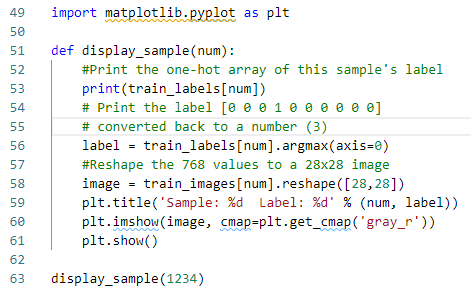 49 import matplotlib.pyplot as plt
50
51 def display_sample(num):
52     #Print the one-hot array of this sample's label
53     print(train_labels[num])
54     # Print the label [0 0 0 1 0 0 0 0 0 0]
55     # converted back to a number (3)
56     label = train_labels[num].argmax(axis=0)
57     #Reshape the 768 values to a 28x28 image
58     image = train_images[num].reshape([28,28])
59     plt.title('Sample: %d  Label: %d' % (num, label))
60     plt.imshow(image, cmap=plt.get_cmap('gray_r'))
61     plt.show()
62
63 display_sample(1234)